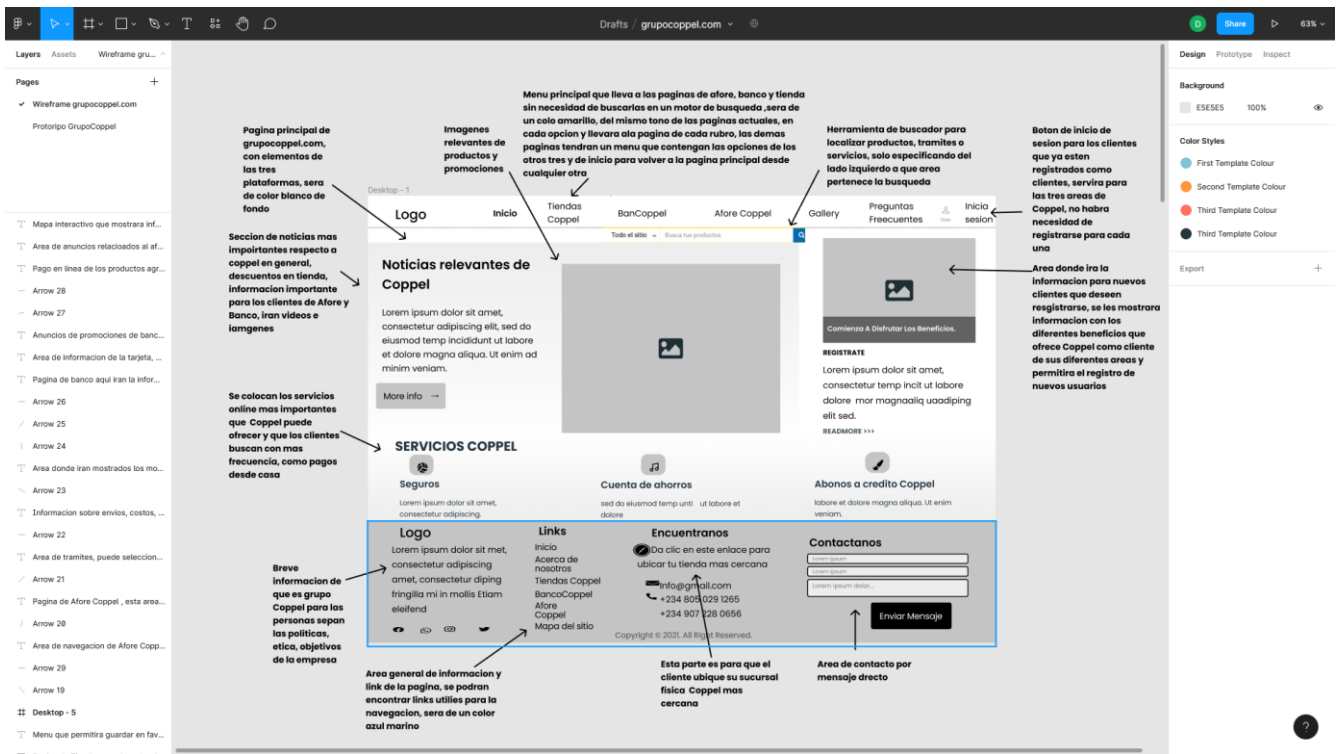 Drafts / grupocoppel.com
D
Share
63%
Layers
Assets
Wireframe gru...
Pages
Wireframe grupocoppel.com
Protoripo GrupoCoppel
Mapa interactivo que mostrara inf...
Area de anuncios relacioados al af...
Pago en linea de los productos agr...
Arrow 28
Arrow 27
Anuncios de promociones de banc...
Area de informacion de la tarjeta, ...
Pagina de banco aqui iran la infor...
Arrow 26
Arrow 25
Arrow 24
Area donde iran mostrados los mo...
Arrow 23
Informacion sobre envios, costos, ...
Arrow 22
Area de tramites, puede seleccion...
Arrow 21
Pagina de Afore Coppel , esta area...
Arrow 20
Area de navegacion de Afore Copp...
Arrow 29
Arrow 19
Desktop - 5
Menu que permitira guardar en fav...
Pagina principal de
grupocoppel.com,
con elementos de
las tres
plataformas, sera
de color blanco de
fondo
Imagenes
relevantes de
productos y
promociones
Menu principal que lleva a las paginas de afore, banco y tienda
sin necesidad de buscarlas en un motor de busqueda ,sera de
un colo amarillo, del mismo tono de las paginas actuales, en
cada opcion y llevara ala pagina de cada rubro, las demas
paginas tendran un menu que contengan las opciones de los
otros tres y de inicio para volver a la pagina principal desde
cualquier otra
Herramienta de buscador para
localizar productos, tramites o
servicios, solo especificando del
lado izquierdo a que area
pertenece la busqueda
Boton de inicio de
sesion para los clientes
que ya esten
registrados como
clientes, servira para
las tres areas de
Coppel, no habra
necesidad de
registrarse para cada
una
Desktop - 1
Logo
Inicio
Tiendas
Coppel
BanCoppel
Afore Coppel
Gallery
Preguntas
Freecuentes
Inicia
sesion
Todo el sitio
Busca tus productos
Seccion de noticias mas
impoirtantes respecto a
coppel en general,
descuentos en tienda,
informacion importante
para los clientes de Afore y
Banco, iran videos e
iamgenes
Noticias relevantes de
Coppel
Lorem ipsum dolor sit amet,
consectetur adipiscing elit, sed do
eiusmod temp incididunt ut labore
et dolore magna aliqua. Ut enim ad
minim veniam.
More info →
Comienza A Disfrutar Los Beneficios.
REGISTRATE
Lorem ipsum dolor sit amet,
consectetur temp incit ut labore
dolore mor magnaaliq uaadiping
elit sed.
READMORE >>>
Area donde ira la
informacion para nuevos
clientes que deseen
resgistrarse, se les mostrara
informacion con los
diferentes beneficios que
ofrece Coppel como cliente
de sus diferentes areas y
permitira el registro de
nuevos usuarios
Se colocan los servicios
online mas importantes
que Coppel puede
ofrecer y que los clientes
buscan con mas
frecuencia, como pagos
desde casa
SERVICIOS COPPEL
Seguros
Lorem ipsum dolor sit amet,
consectetur adipiscing.
Cuenta de ahorros
sed do eiusmod temp unti ut labore et
dolore
Abonos a credito Coppel
labore et dolore magna aliqua. Ut enim
veniam.
Breve
informacion de
que es grupo
Coppel para las
personas sepan
las politicas,
etica, objetivos
de la empresa
Logo
Lorem ipsum dolor sit met,
consectetur adipiscing
amet, consectetur diping
fringilla mi in mollis Etiam
eleifend
Links
Inicio
Acerca de
nosotros
Tiendas Coppel
BancoCoppel
Afore
Coppel
Mapa del sitio
Encuentranos
Da clic en este enlace para
ubicar tu tienda mas cercana
Info@gmail.com
+234 805 029 1265
+234 907 228 0656
Copyright © 2021. All Right Reserved.
Contactanos
Lorem ipsum
Lorem ipsum
Lorem ipsum dolor...
Enviar Mensaje
Area general de informacion y
link de la pagina, se podran
encontrar links utilies para la
navegacion, sera de un color
azul marino
Esta parte es para que el
cliente ubique su sucursal
fisica Coppel mas
cercana
Area de contacto por
mensaje drecto
Design
Prototype
Inspect
Background
E5E5E5
100%
Color Styles
First Template Colour
Second Template Colour
Third Template Colour
Third Template Colour
Export
?